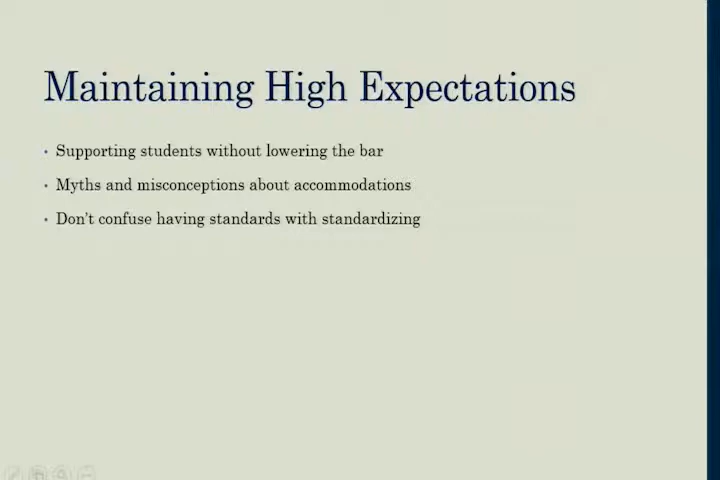 Maintaining High Expectations
• Supporting students without lowering the bar
• Myths and misconceptions about accommodations
• Don't confuse having standards with standardizing